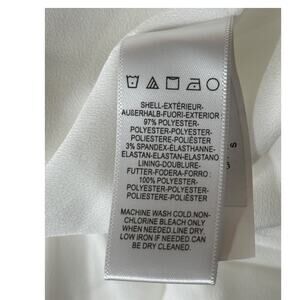 SHELL-EXTÉRIEUR-
AUßERHALB-FUORI-EXTERIOR
97% POLYESTER-
POLYESTER-POLYESTER-
POLIESTERE-POLIÉSTER
3% SPANDEX-ELASTHANNE-
ELASTAN-ELASTAN-ELASTANO
LINING-DOUBLURE-
FUTTER-FODERA-FORRO :
100% POLYESTER-
POLYESTER-POLYESTER-
POLIESTERE-POLIÉSTER
MACHINE WASH COLD.NON-
CHLORINE BLEACH ONLY
WHEN NEEDED.LINE DRY.
LOW IRON IF NEEDED.CAN
BE DRY CLEANED.